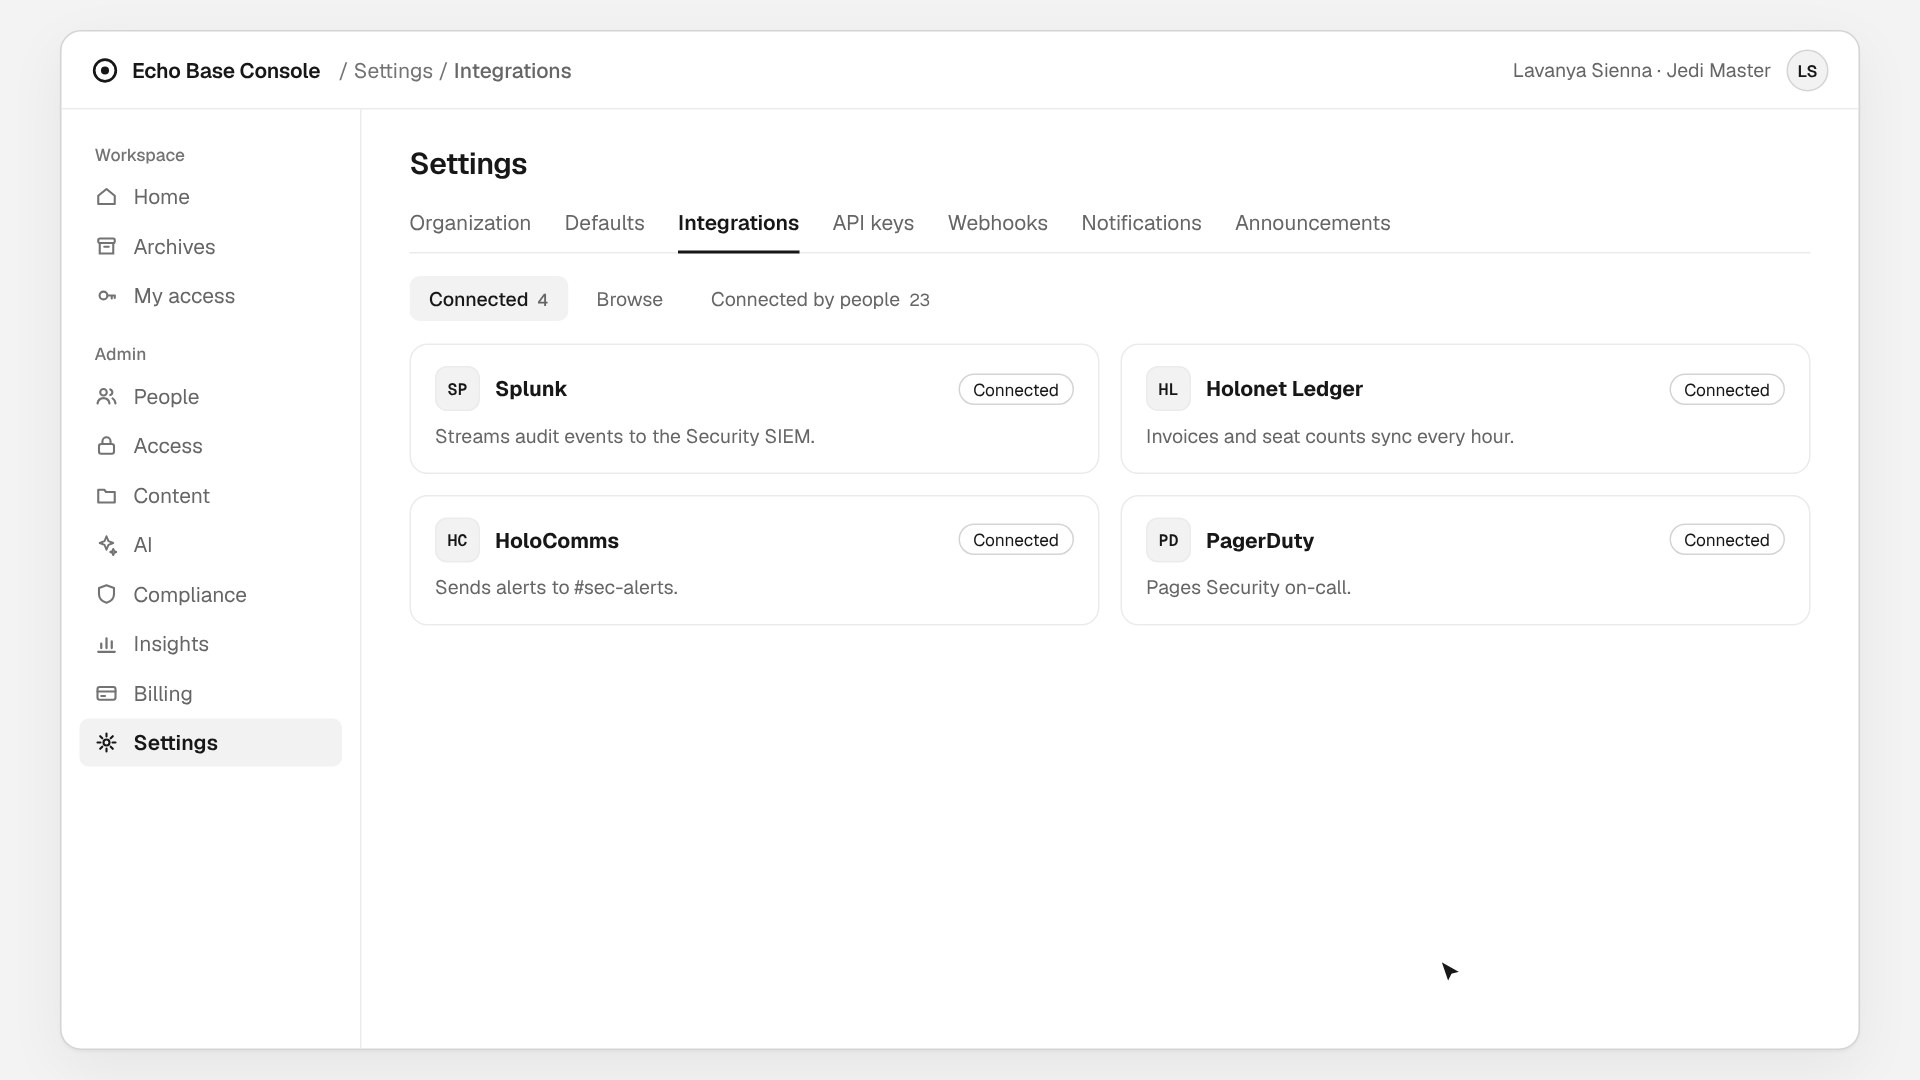 Echo Base Console / Settings / Integrations
Lavanya Sienna · Jedi Master LS
Workspace
Home
Archives
My access
Admin
People
Access
Content
AI
Compliance
Insights
Billing
Settings
Settings
Organization Defaults Integrations API keys Webhooks Notifications Announcements
Connected 4 Browse Connected by people 23
SP Splunk Connected
Streams audit events to the Security SIEM.
HL Holonet Ledger Connected
Invoices and seat counts sync every hour.
HC HoloComms Connected
Sends alerts to #sec-alerts.
PD PagerDuty Connected
Pages Security on-call.